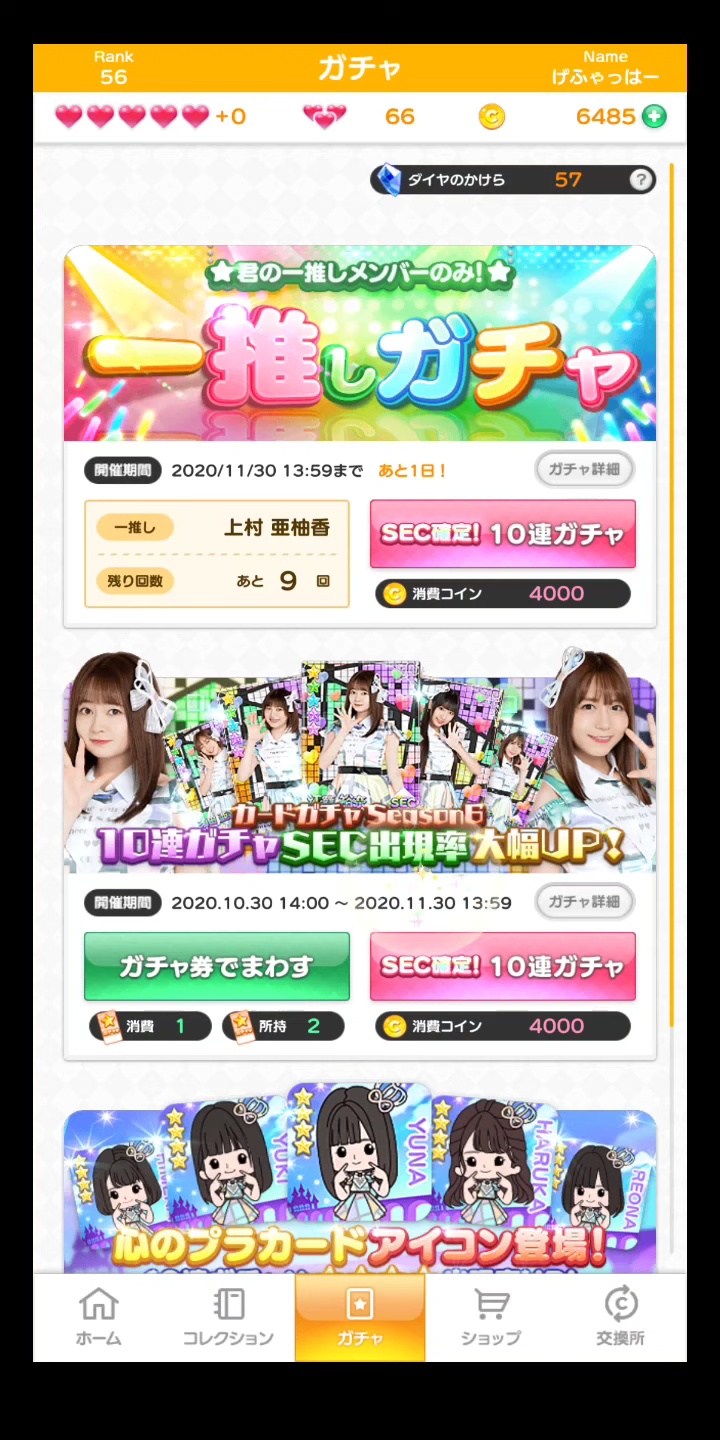 Rank
56
ガチャ
Name
げふゃっはー
+0
66
6485
ダイヤのかけら 57 ?
★君の一推しメンバーのみ!★
一推しガチャ
開催期間 2020/11/30 13:59まで あと1日!
ガチャ詳細
一推し 上村 亜柚香
残り回数 あと 9 回
SEC確定! 10連ガチャ
消費コイン 4000
カードガチャ Season6
10連ガチャSEC出現率大幅UP!
開催期間 2020.10.30 14:00 ~ 2020.11.30 13:59
ガチャ詳細
ガチャ券でまわす
消費 1
所持 2
SEC確定! 10連ガチャ
消費コイン 4000
YUKI
YUNA
HARUKA
REONA
心のプラカードアイコン登場!
ホーム
コレクション
ガチャ
ショップ
交換所